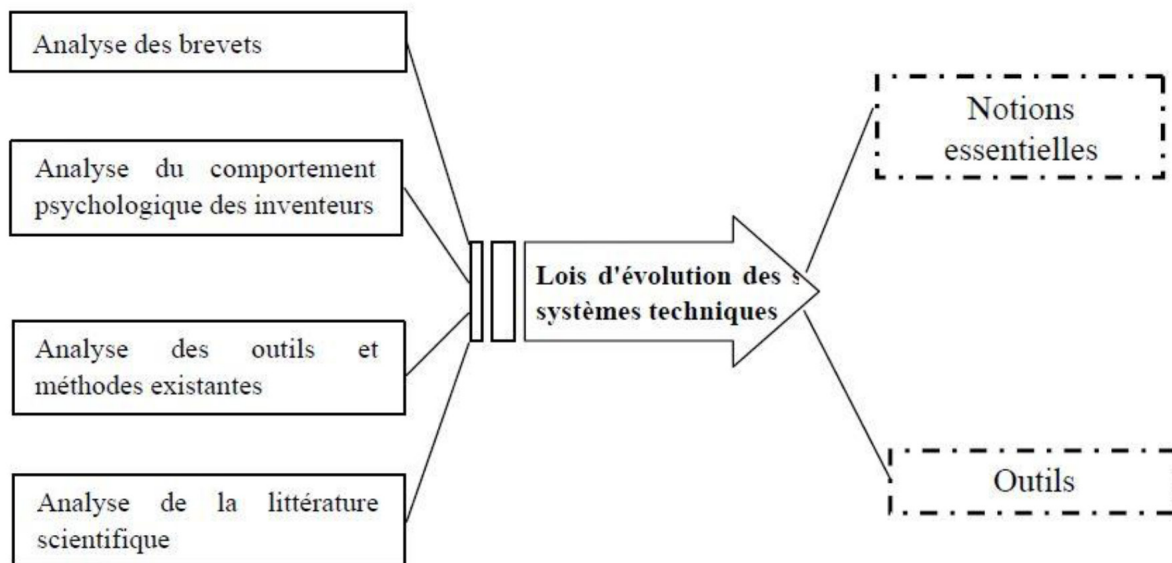 Analyse des brevets
Analyse du comportement
psychologique des inventeurs
Analyse des outils et
méthodes existantes
Analyse de la littérature
scientifique
Lois d'évolution des s
systèmes techniques
Notions
essentielles
Outils